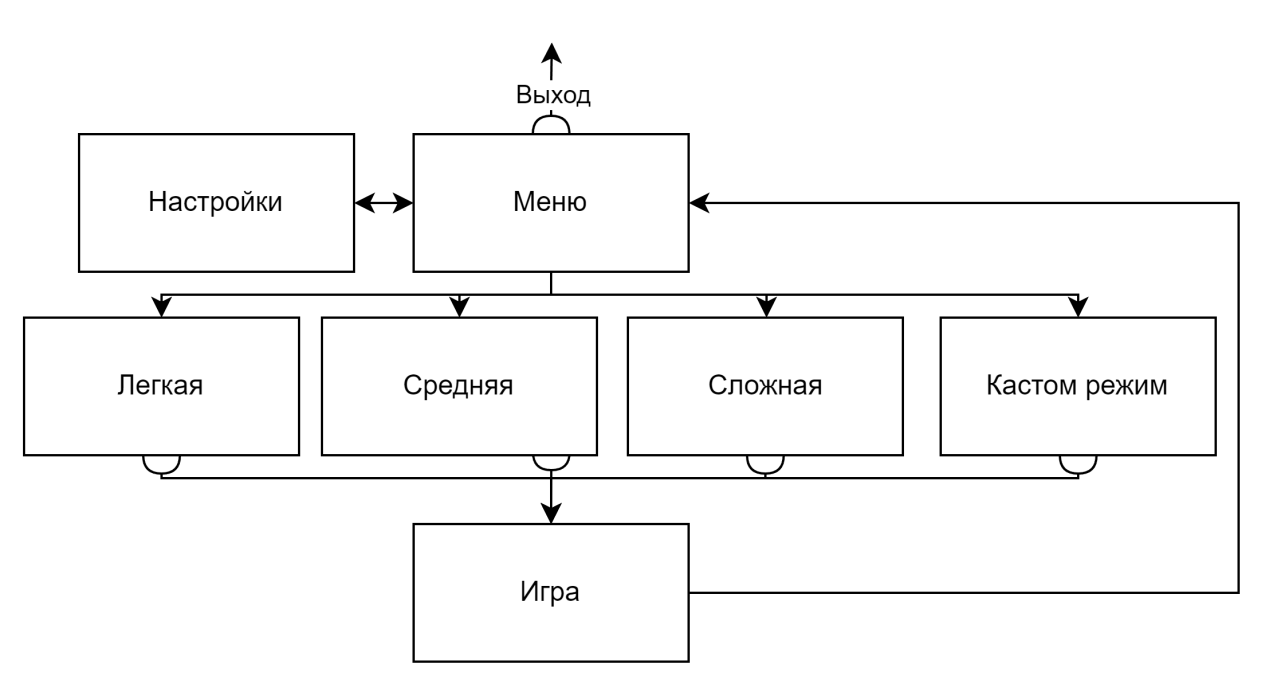 Выход
Настройки
Меню
Легкая
Средняя
Сложная
Кастом режим
Игра